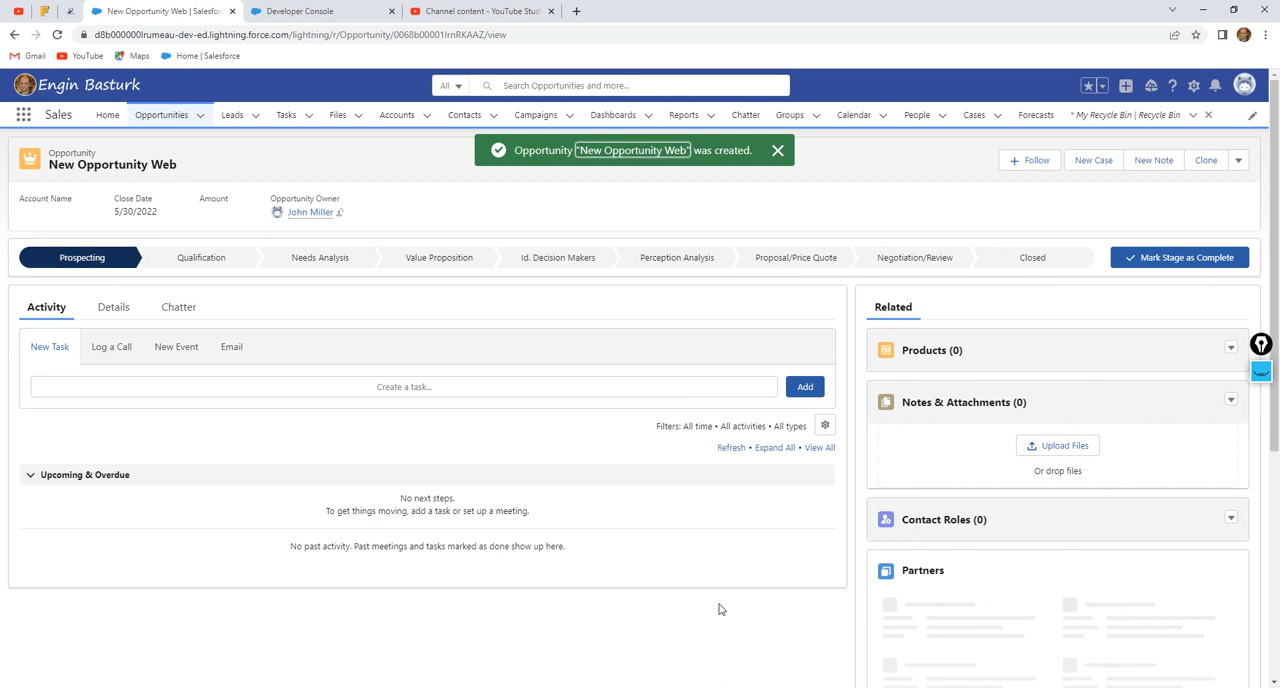 New Opportunity Web | Salesforc
Developer Console
Channel content - YouTube Studi
d8b000000lrumeau-dev-ed.lightning.force.com/lightning/r/Opportunity/0068b00001lrnRKAAZ/view
Gmail
YouTube
Maps
Home | Salesforce
Engin Basturk
All
Search Opportunities and more...
Sales
Home
Opportunities
Leads
Tasks
Files
Accounts
Contacts
Campaigns
Dashboards
Reports
Chatter
Groups
Calendar
People
Cases
Forecasts
* My Recycle Bin | Recycle Bin
Opportunity "New Opportunity Web" was created.
Opportunity
New Opportunity Web
Follow
New Case
New Note
Clone
Account Name
Close Date
5/30/2022
Amount
Opportunity Owner
John Miller
Prospecting
Qualification
Needs Analysis
Value Proposition
Id. Decision Makers
Perception Analysis
Proposal/Price Quote
Negotiation/Review
Closed
Mark Stage as Complete
Activity
Details
Chatter
New Task
Log a Call
New Event
Email
Create a task...
Add
Filters: All time • All activities • All types
Refresh • Expand All • View All
Upcoming & Overdue
No next steps.
To get things moving, add a task or set up a meeting.
No past activity. Past meetings and tasks marked as done show up here.
Related
Products (0)
Notes & Attachments (0)
Upload Files
Or drop files
Contact Roles (0)
Partners